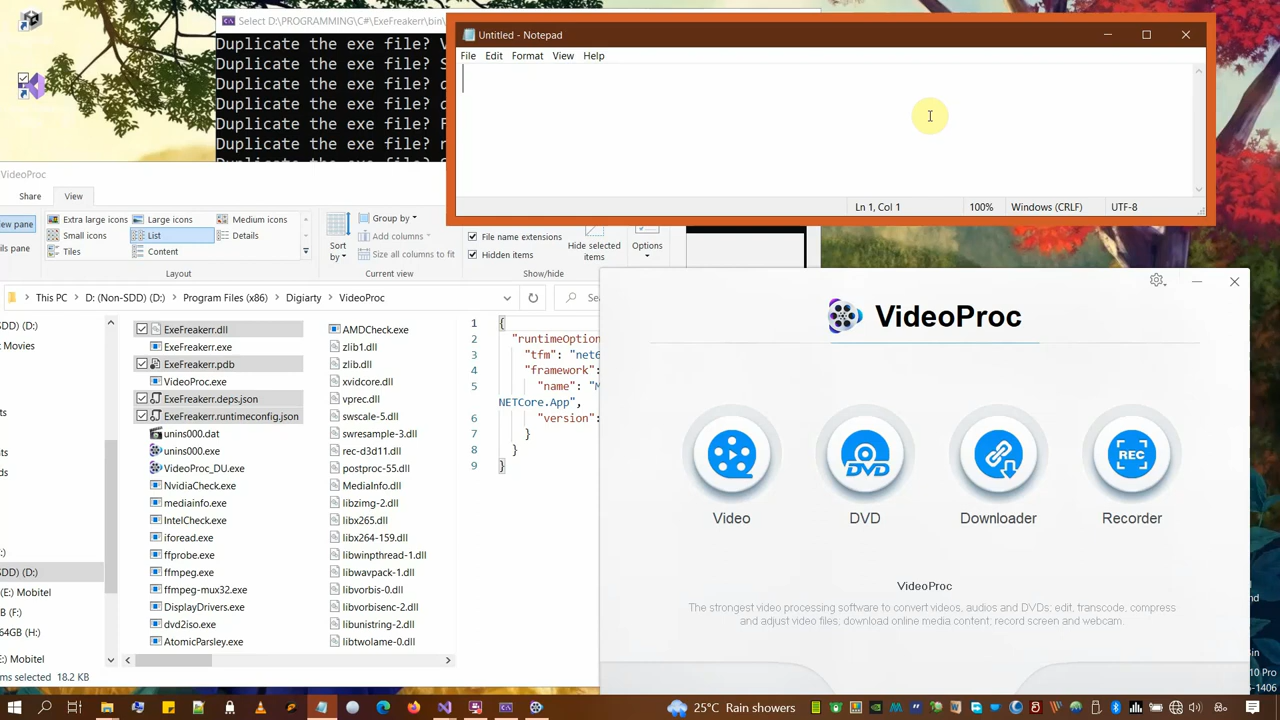 Select D:\PROGRAMMING\C#\ExeFreakerr\bin\
Duplicate the exe file?
Duplicate the exe file?
Duplicate the exe file?
Duplicate the exe file?
Duplicate the exe file?
Duplicate the exe file?
Duplicate the exe file?
Untitled - Notepad
File Edit Format View Help
Ln 1, Col 1 100% Windows (CRLF) UTF-8
VideoProc
Share View
Extra large icons Large icons Medium icons
Small icons List Details
Tiles Content
Layout
Sort by
Group by
Add columns
Size all columns to fit
Current view
File name extensions
Hidden items
Hide selected items
Show/hide
Options
This PC D: (Non-SDD) (D:) Program Files (x86) Digiarty VideoProc
ExeFreakerr.dll
ExeFreakerr.exe
ExeFreakerr.pdb
VideoProc.exe
ExeFreakerr.deps.json
ExeFreakerr.runtimeconfig.json
unins000.dat
unins000.exe
VideoProc_DU.exe
NvidiaCheck.exe
mediainfo.exe
IntelCheck.exe
iforead.exe
ffprobe.exe
ffmpeg.exe
ffmpeg-mux32.exe
DisplayDrivers.exe
dvd2iso.exe
AtomicParsley.exe
AMDCheck.exe
zlib1.dll
zlib.dll
xvidcore.dll
vprec.dll
swscale-5.dll
swresample-3.dll
rec-d3d11.dll
postproc-55.dll
MediaInfo.dll
libzimg-2.dll
libx265.dll
libx264-159.dll
libwinpthread-1.dll
libwavpack-1.dll
libvorbis-0.dll
libvorbisenc-2.dll
libunistring-2.dll
libtwolame-0.dll
1 {
2 "runtimeOption
3 "tfm": "net6
4 "framework":
5 "name": "M
NETCore.App",
6 "version":
7 }
8 }
9 }
VideoProc
Video DVD Downloader REC Recorder
VideoProc
The strongest video processing software to convert videos, audios and DVDs; edit, transcode, compress
and adjust video files, download online media content, record screen and webcam.
18.2 KB
25°C Rain showers